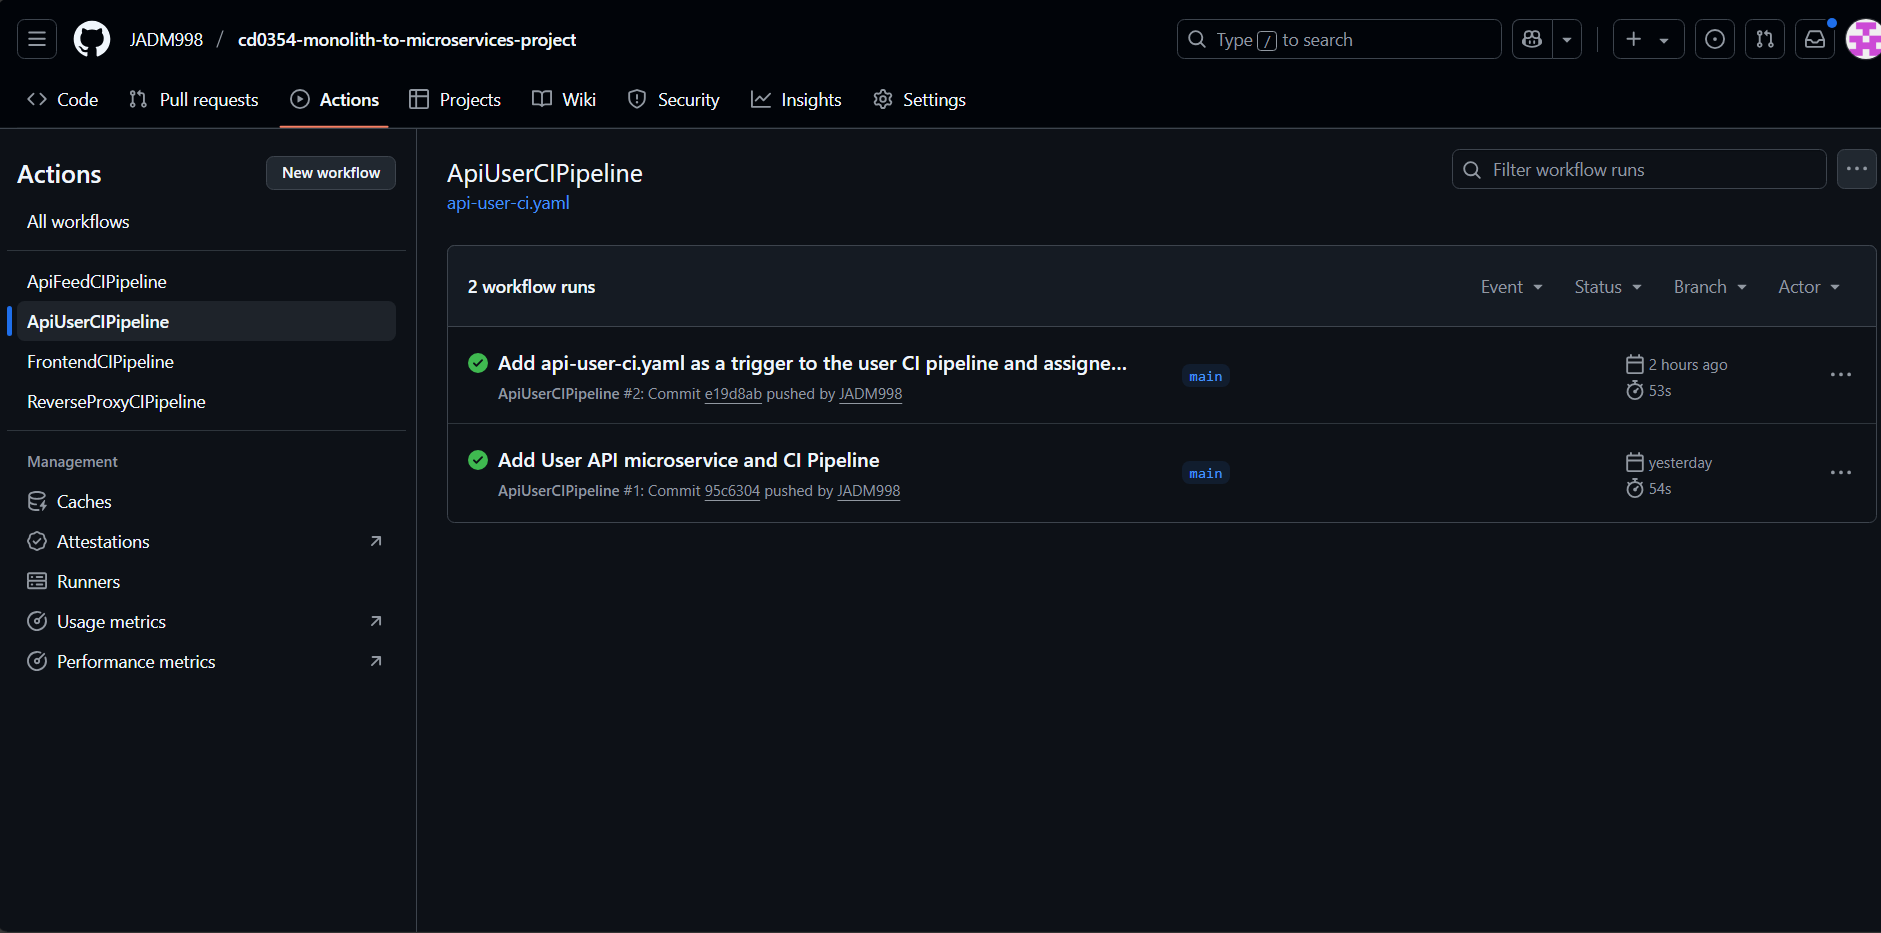 JADM998 / cd0354-monolith-to-microservices-project
Type / to search
Code
Pull requests
Actions
Projects
Wiki
Security
Insights
Settings
Actions
New workflow
All workflows
ApiFeedCIPipeline
ApiUserCIPipeline
FrontendCIPipeline
ReverseProxyCIPipeline
Management
Caches
Attestations
Runners
Usage metrics
Performance metrics
ApiUserCIPipeline
api-user-ci.yaml
Filter workflow runs
2 workflow runs
Event
Status
Branch
Actor
Add api-user-ci.yaml as a trigger to the user CI pipeline and assigne...
ApiUserCIPipeline #2: Commit e19d8ab pushed by JADM998
main
2 hours ago
53s
Add User API microservice and CI Pipeline
ApiUserCIPipeline #1: Commit 95c6304 pushed by JADM998
main
yesterday
54s